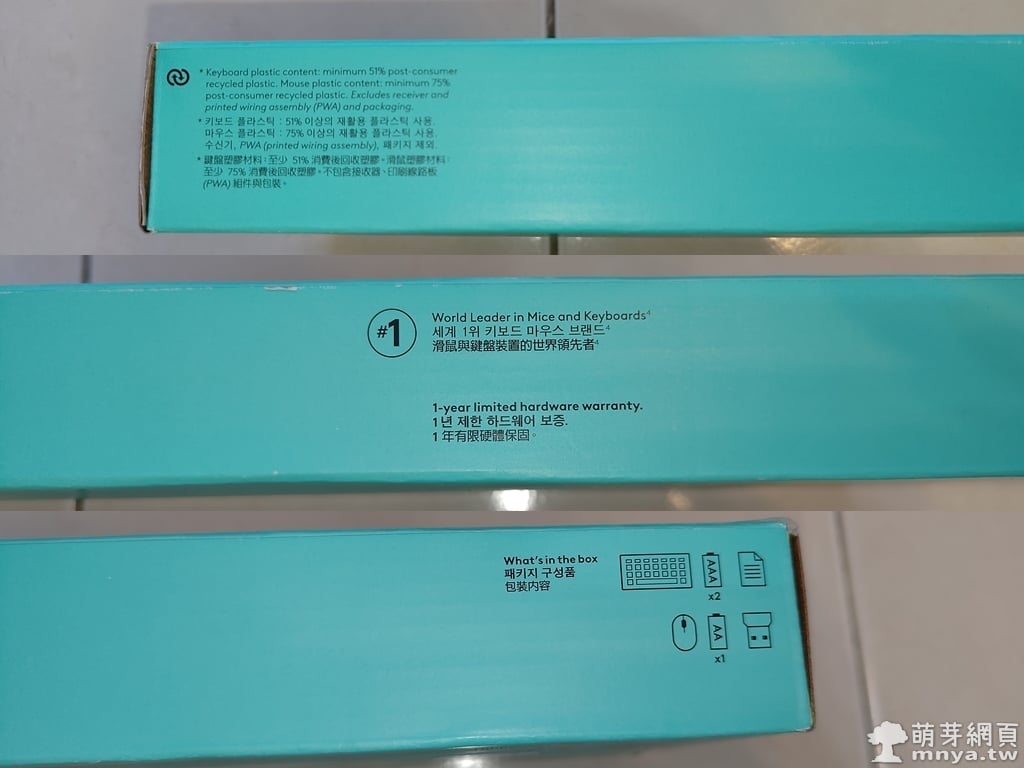 * Keyboard plastic content: minimum 51% post-consumer
recycled plastic. Mouse plastic content: minimum 75%
post-consumer recycled plastic. Excludes receiver and
printed wiring assembly (PWA) and packaging.
* 키보드 플라스틱 : 51% 이상의 재활용 플라스틱 사용.
마우스 플라스틱 : 75% 이상의 재활용 플라스틱 사용.
수신기, PWA (printed wiring assembly), 패키지 제외.
* 鍵盤塑膠材料：至少 51% 消費後回收塑膠。滑鼠塑膠材料：
至少 75% 消費後回收塑膠。不包含接收器、印刷線路板
(PWA) 組件與包裝。
#1
World Leader in Mice and Keyboards⁴
세계 1위 키보드 마우스 브랜드⁴
滑鼠與鍵盤裝置的世界領先者⁴
1-year limited hardware warranty.
1년 제한 하드웨어 보증.
1 年有限硬體保固。
What's in the box
패키지 구성품
包裝内容
AAA
x2
AA
x1
萌芽網頁
mnya.tw